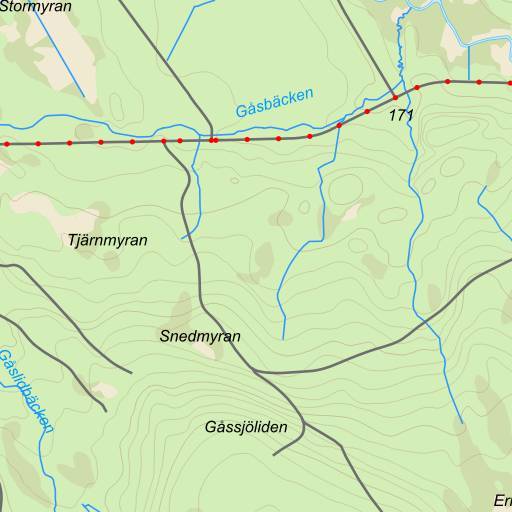 Stormyran
Gåsbäcken
171
Tjärnmyran
Snedmyran
Gåslidbäcken
Gåssjöliden